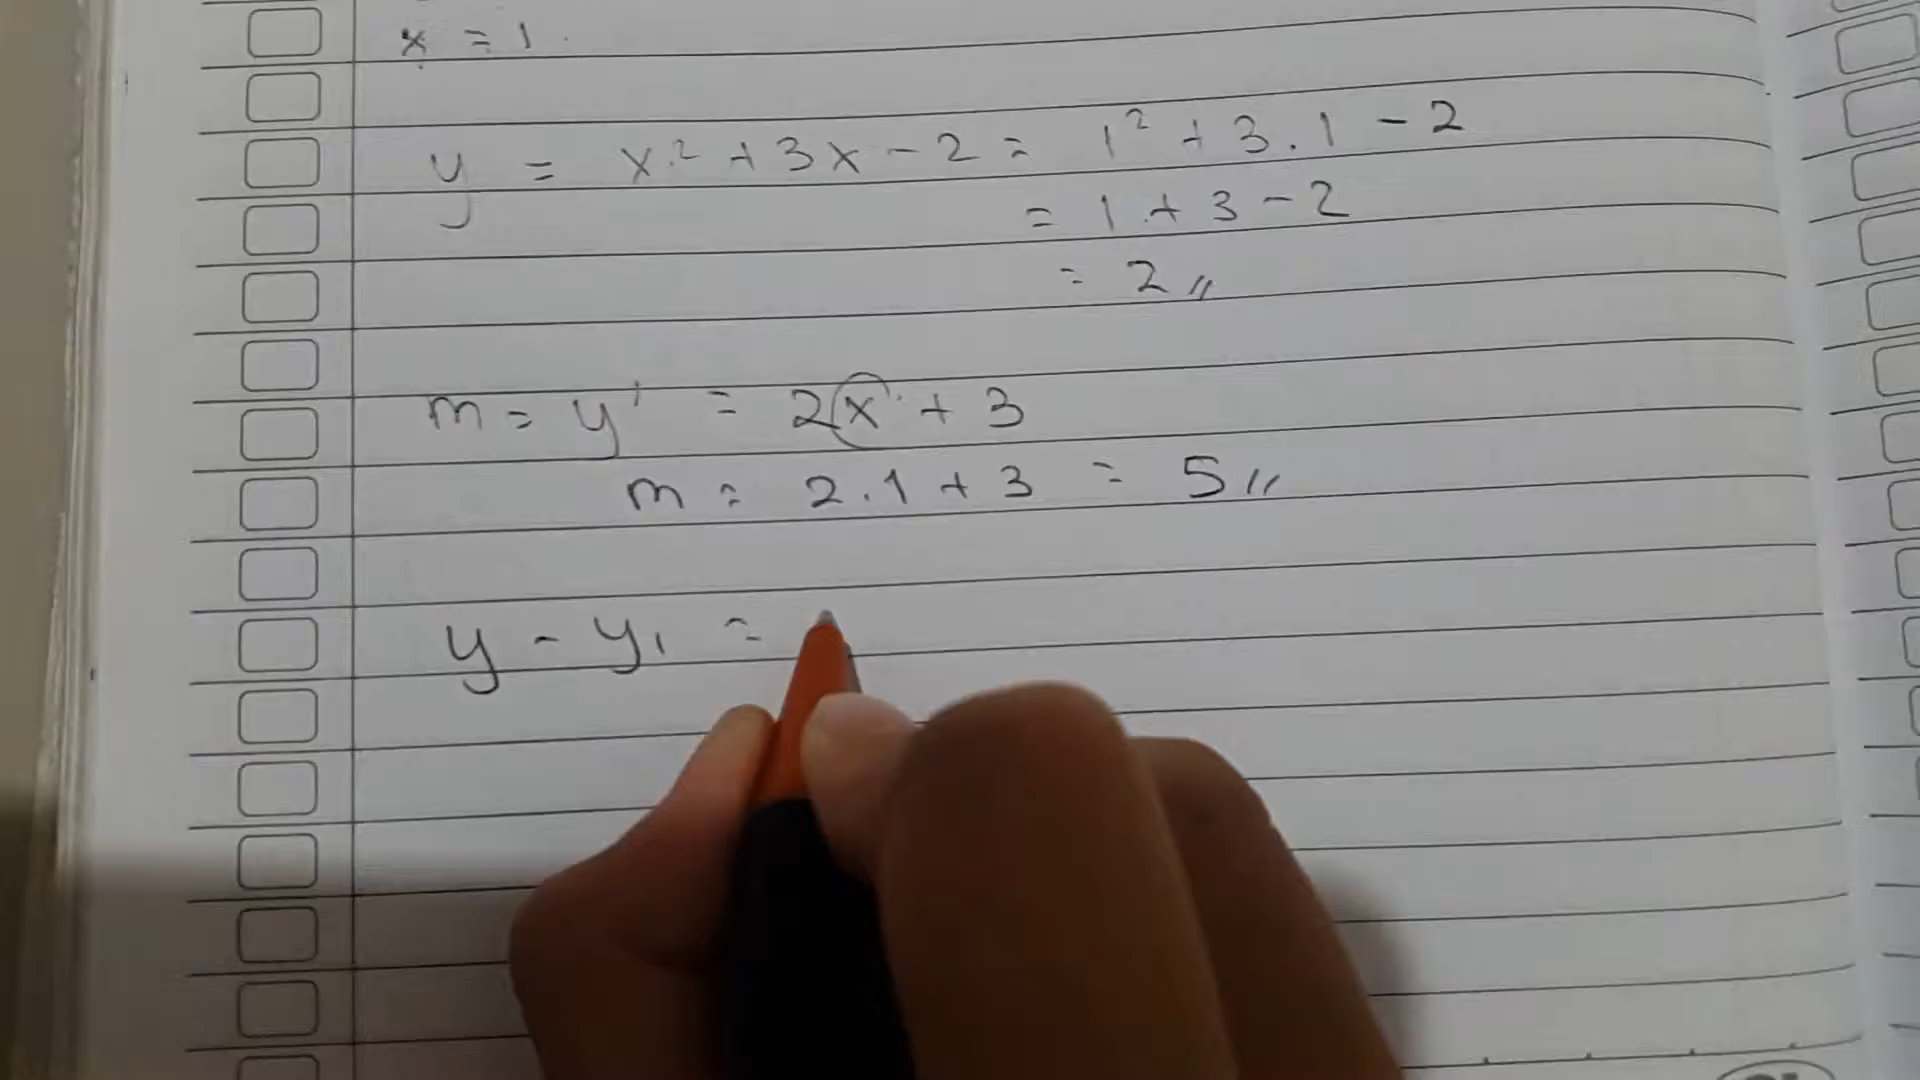 x = 1
y = x² + 3x - 2 = 1² + 3.1 - 2
= 1 + 3 - 2
= 2 //
m = y' = 2x + 3
m = 2.1 + 3 = 5 //
y - y₁ =